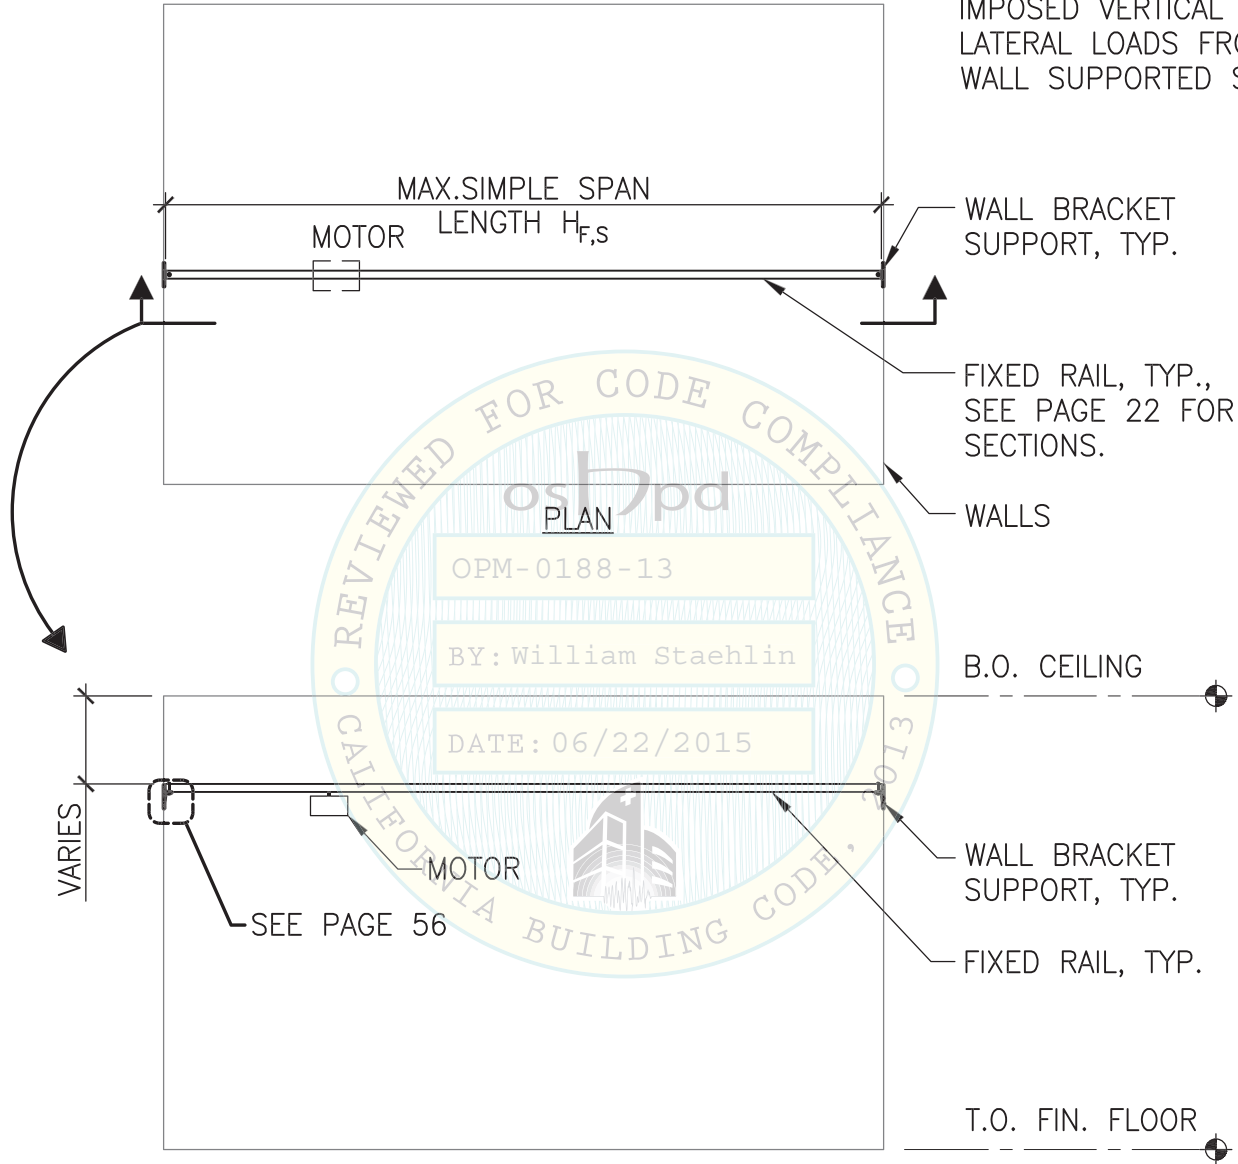 IMPOSED VERTICAL
LATERAL LOADS
WALL SUPPORTED
MAX.SIMPLE SPAN
LENGTH H_F,S
MOTOR
WALL BRACKET
SUPPORT, TYP.
FIXED RAIL, TYP.,
SEE PAGE 22 FOR
SECTIONS.
WALLS
PLAN
REVIEWED FOR CODE COMPLIANCE
oshpd
OPM-0188-13
BY: William Staehlin
DATE: 06/22/2015
CALIFORNIA BUILDING CODE, 2013
B.O. CEILING
VARIES
MOTOR
SEE PAGE 56
WALL BRACKET
SUPPORT, TYP.
FIXED RAIL, TYP.
T.O. FIN. FLOOR